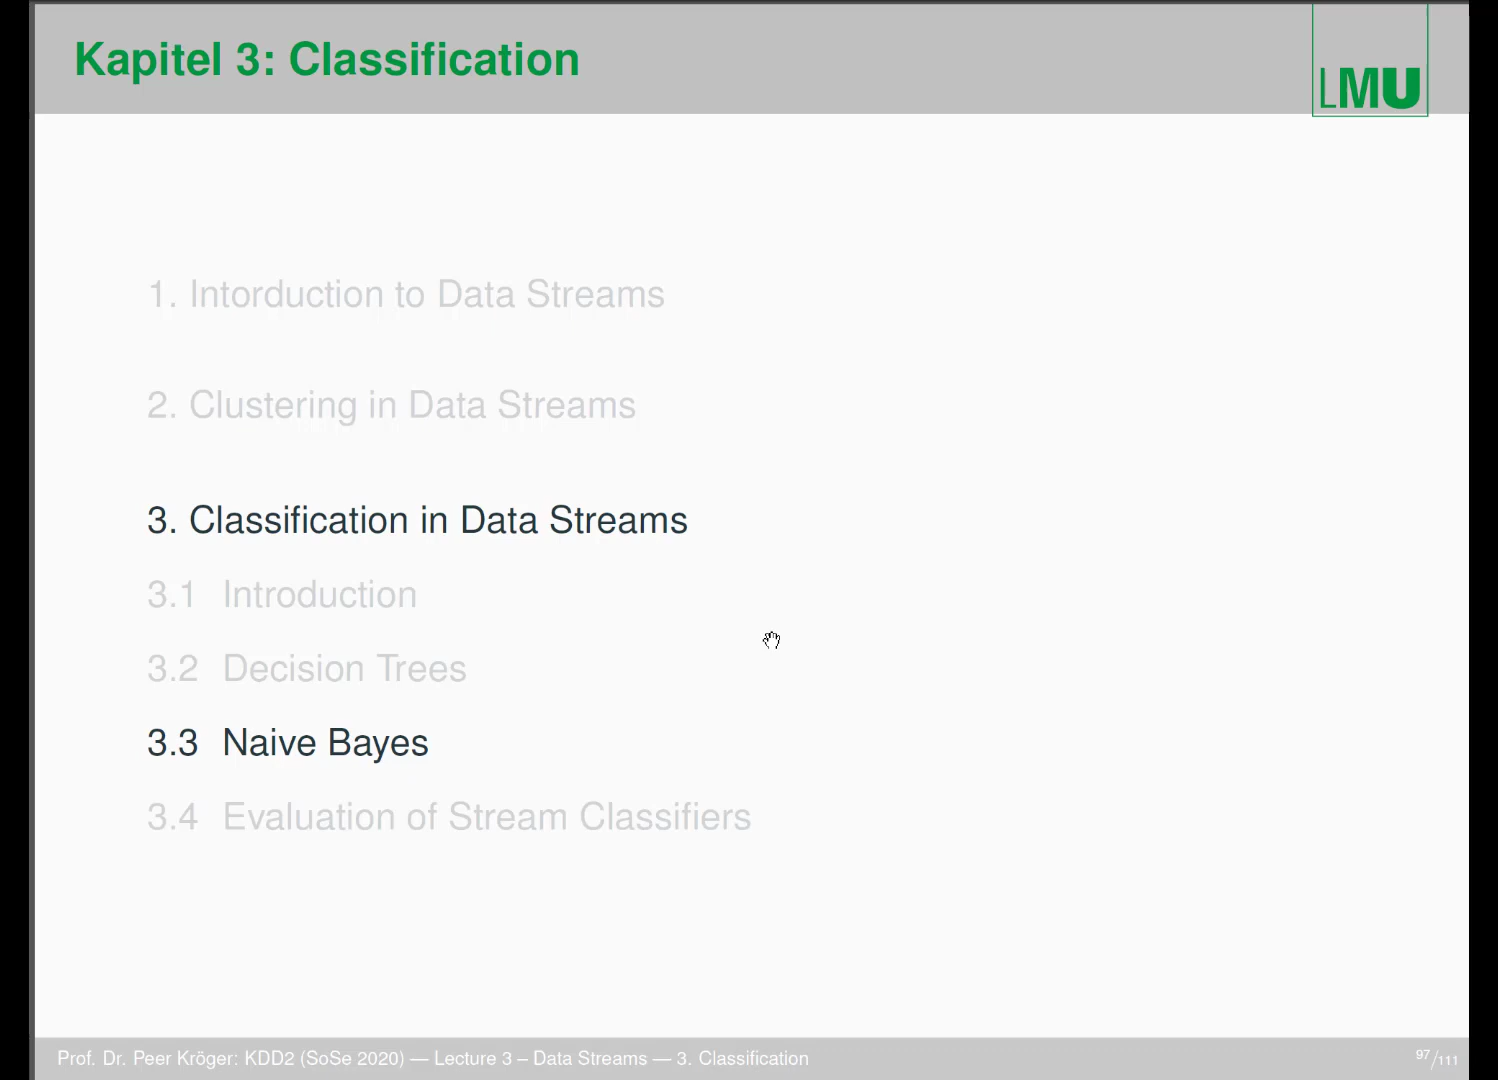 Kapitel 3: Classification
LMU
1. Intorduction to Data Streams
2. Clustering in Data Streams
3. Classification in Data Streams
3.1 Introduction
3.2 Decision Trees
3.3 Naive Bayes
3.4 Evaluation of Stream Classifiers
Prof. Dr. Peer Kröger: KDD2 (SoSe 2020) — Lecture 3 – Data Streams — 3. Classification
97/111